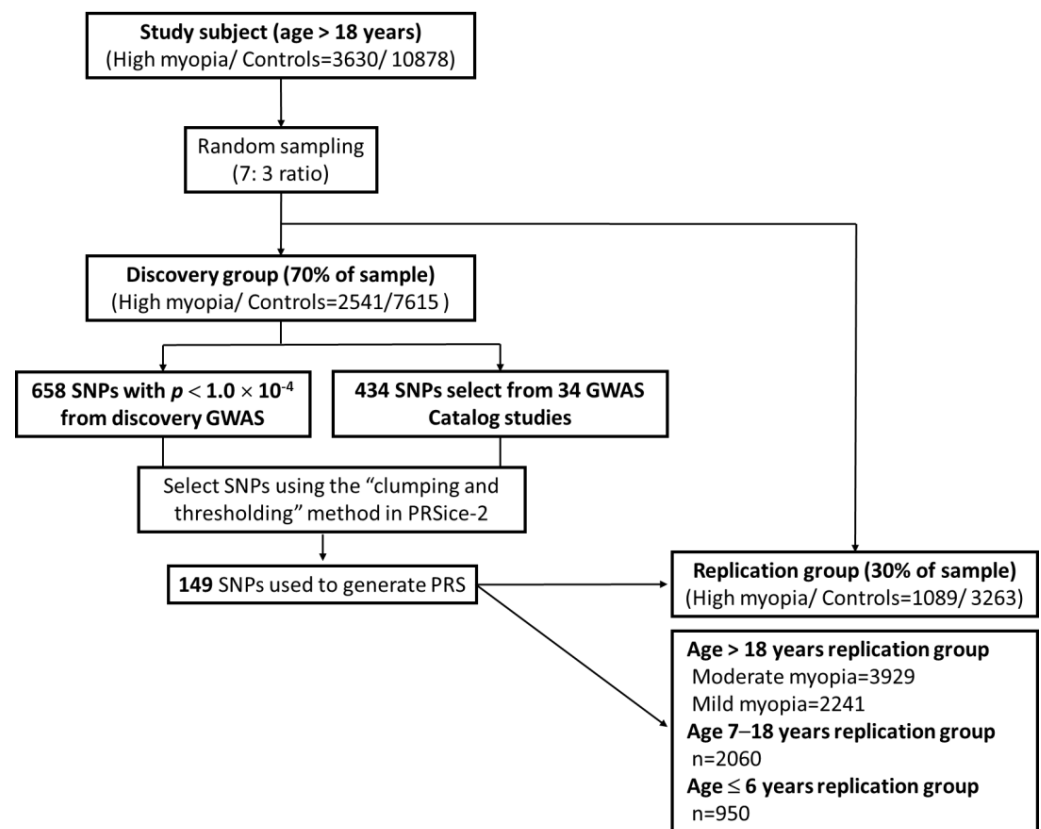 Study subject (age > 18 years)
(High myopia/ Controls=3630/ 10878)
Random sampling
(7: 3 ratio)
Discovery group (70% of sample)
(High myopia/ Controls=2541/7615 )
658 SNPs with p < 1.0 × 10⁻⁴
from discovery GWAS
434 SNPs select from 34 GWAS
Catalog studies
Select SNPs using the “clumping and
thresholding” method in PRSice-2
149 SNPs used to generate PRS
Replication group (30% of sample)
(High myopia/ Controls=1089/ 3263)
Age > 18 years replication group
Moderate myopia=3929
Mild myopia=2241
Age 7–18 years replication group
n=2060
Age ≤ 6 years replication group
n=950